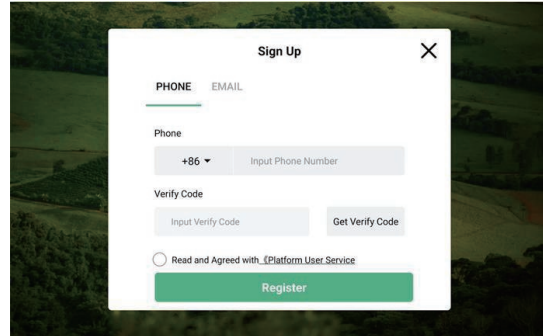 Sign Up
PHONE EMAIL
Phone
+86 Input Phone Number
Verify Code
Input Verify Code Get Verify Code
Read and Agreed with 《Platform User Service
Register